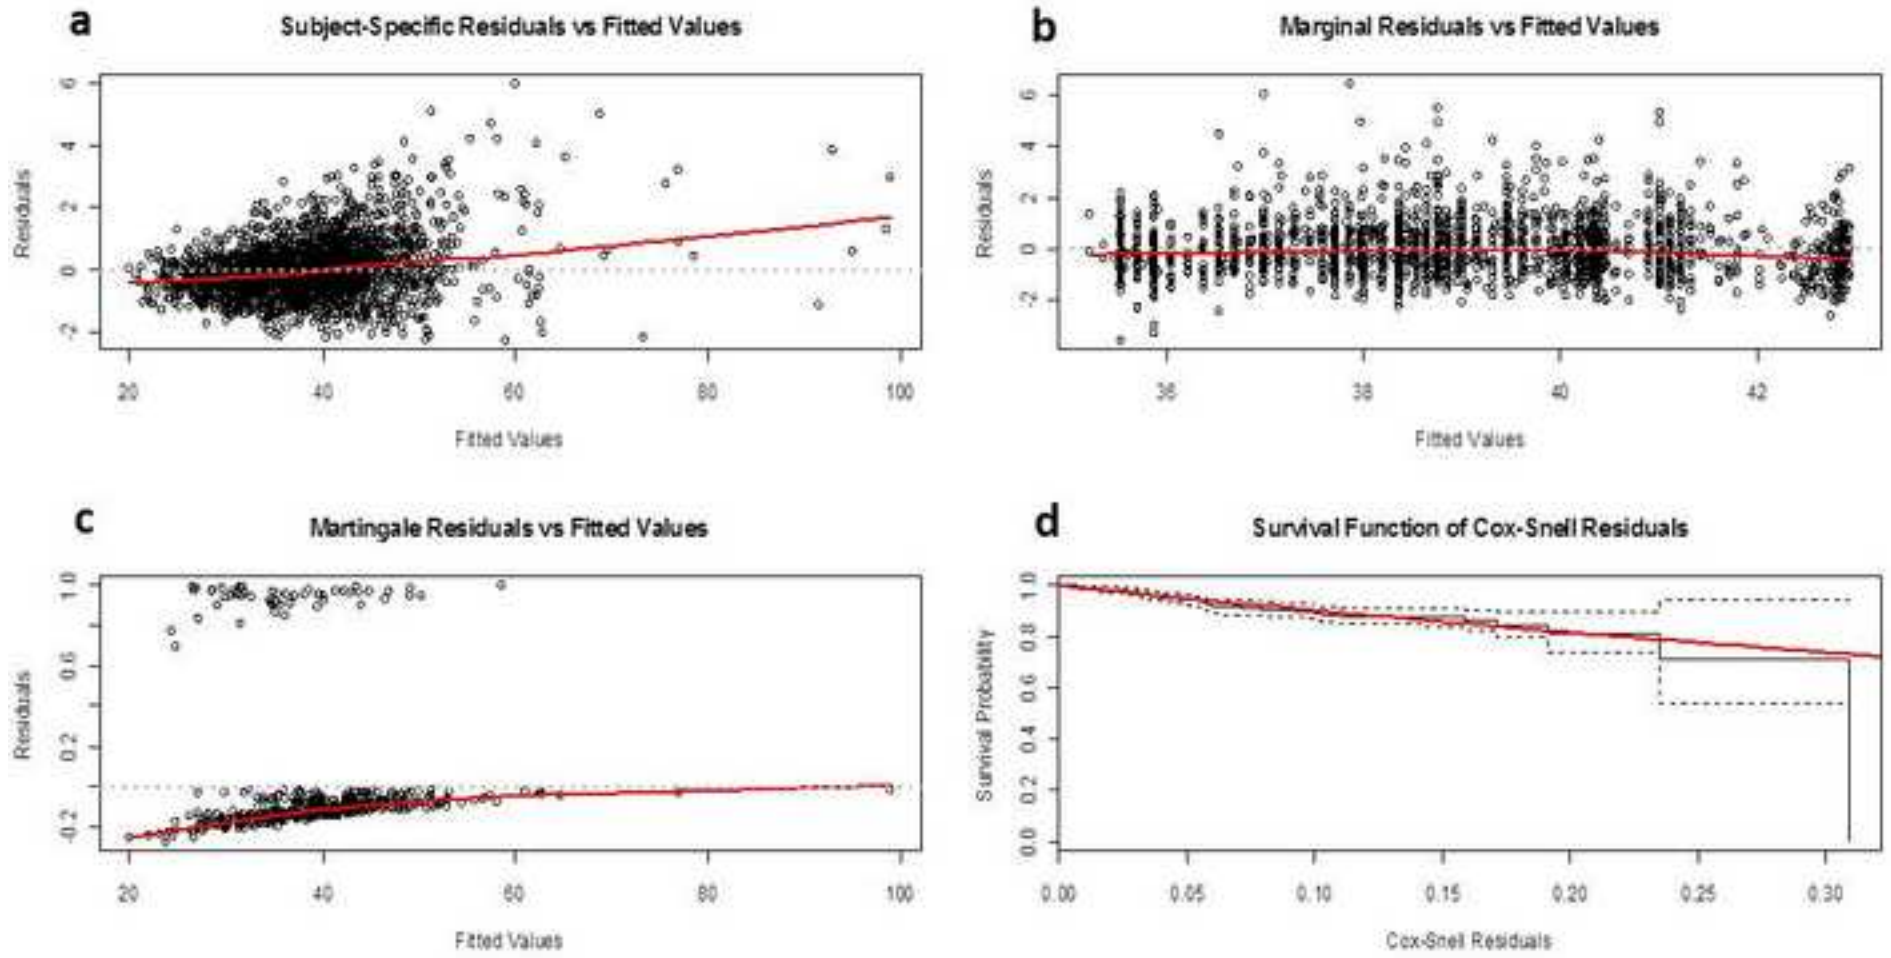 a
Subject-Specific Residuals vs Fitted Values
Residuals
6
4
2
0
-2
20 40 60 80 100
Fitted Values
b
Marginal Residuals vs Fitted Values
Residuals
6
4
2
0
-2
36 38 40 42
Fitted Values
c
Martingale Residuals vs Fitted Values
Residuals
1.0
0.6
0.2
-0.2
20 40 60 80 100
Fitted Values
d
Survival Function of Cox-Snell Residuals
Survival Probability
1.0
0.8
0.6
0.4
0.2
0.0
0.00 0.05 0.10 0.15 0.20 0.25 0.30
Cox-Snell Residuals